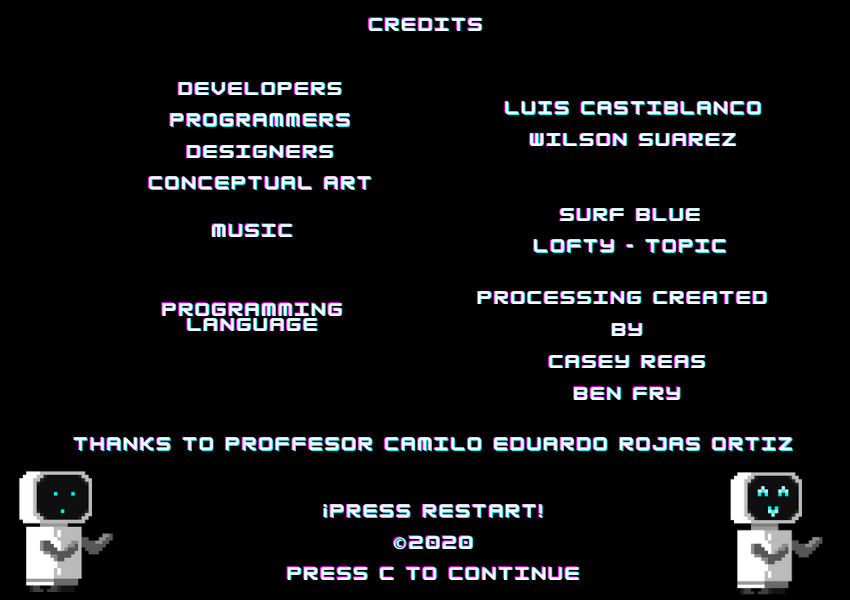 CREDITS
DEVELOPERS
PROGRAMMERS
DESIGNERS
CONCEPTUAL ART
LUIS CASTIBLANCO
WILSON SUAREZ
MUSIC
SURF BLUE
LOFTY - TOPIC
PROGRAMMING
LANGUAGE
PROCESSING CREATED
BY
CASEY REAS
BEN FRY
THANKS TO PROFFESOR CAMILO EDUARDO ROJAS ORTIZ
¡PRESS RESTART!
©2020
PRESS C TO CONTINUE